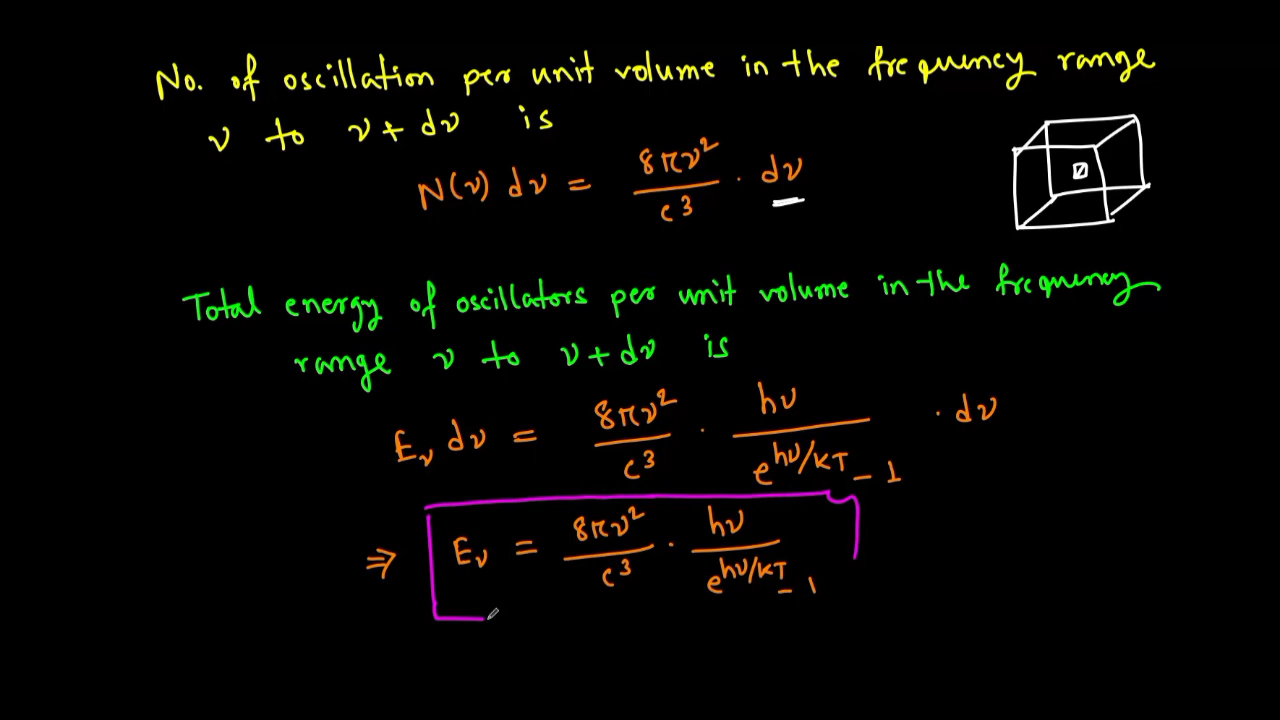 No. of oscillation per unit volume in the frequency range
ν to ν + dν is
N(ν) dν = 8πν²/c³ · dν
Total energy of oscillators per unit volume in the frequency
range ν to ν + dν is
E_ν dν = 8πν²/c³ · hν/(e^(hν/KT) - 1) · dν
⇒ E_ν = 8πν²/c³ · hν/(e^(hν/KT) - 1)